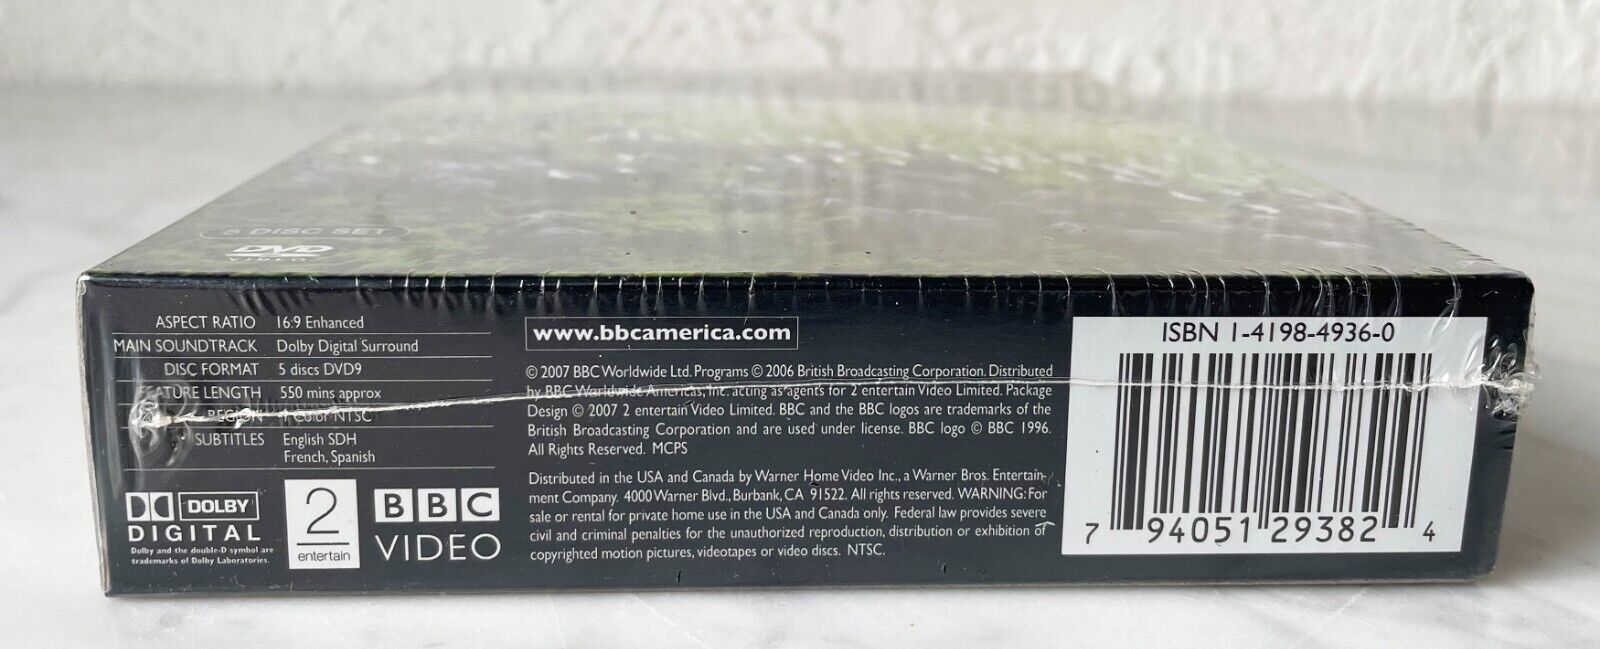 5 DISC SET
DVD
VIDEO
ASPECT RATIO 16:9 Enhanced
MAIN SOUNDTRACK Dolby Digital Surround
DISC FORMAT 5 discs DVD9
FEATURE LENGTH 550 mins approx
REGION 1 Color NTSC
SUBTITLES English SDH
French, Spanish
DOLBY
DIGITAL
Dolby and the double-D symbol are
trademarks of Dolby Laboratories.
2
entertain
BBC
VIDEO
www.bbcamerica.com
© 2007 BBC Worldwide Ltd. Programs © 2006 British Broadcasting Corporation. Distributed
by BBC Worldwide Americas, Inc. acting as agents for 2 entertain Video Limited. Package
Design © 2007 2 entertain Video Limited. BBC and the BBC logos are trademarks of the
British Broadcasting Corporation and are used under license. BBC logo © BBC 1996.
All Rights Reserved. MCPS
Distributed in the USA and Canada by Warner Home Video Inc., a Warner Bros. Entertain-
ment Company. 4000 Warner Blvd., Burbank, CA 91522. All rights reserved. WARNING: For
sale or rental for private home use in the USA and Canada only. Federal law provides severe
civil and criminal penalties for the unauthorized reproduction, distribution or exhibition of
copyrighted motion pictures, videotapes or video discs. NTSC.
ISBN 1-4198-4936-0
7 94051 29382 4